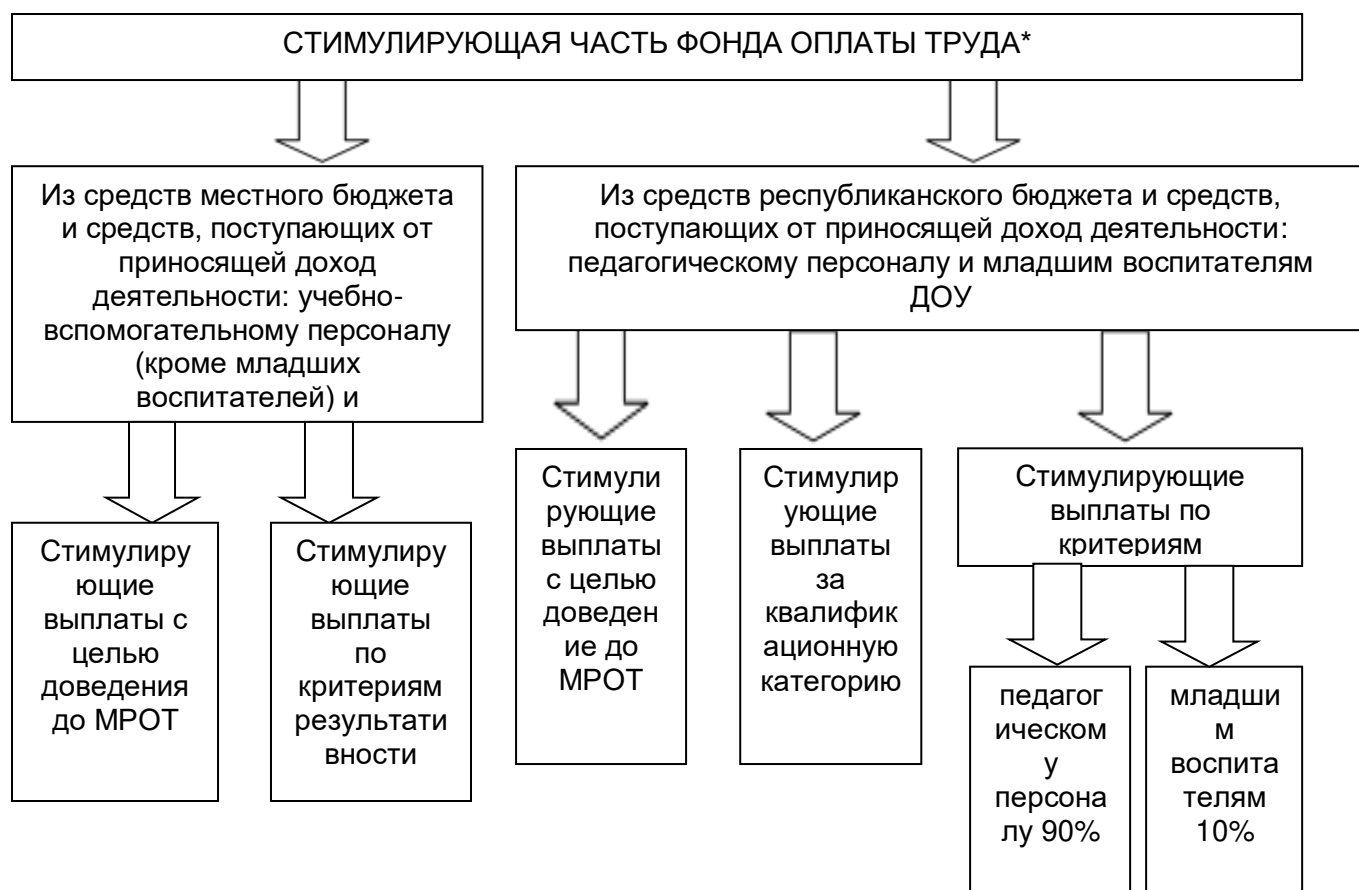 СТИМУЛИРУЮЩАЯ ЧАСТЬ ФОНДА ОПЛАТЫ ТРУДА*
Из средств местного бюджета
и средств, поступающих от
приносящей доход
деятельности: учебно-
вспомогательному персоналу
(кроме младших
воспитателей) и
Из средств республиканского бюджета и средств,
поступающих от приносящей доход деятельности:
педагогическому персоналу и младшим воспитателям
ДОУ
Стимулиру
ющие
выплаты с
целью
доведения
до МРОТ
Стимулиру
ющие
выплаты
по
критериям
результати
вности
Стимули
рующие
выплаты
с целью
доведен
ие до
МРОТ
Стимулир
ующие
выплаты
за
квалифик
ационную
категорию
Стимулирующие
выплаты по
критериям
педагог
ическом
у
персона
лу 90%
младши
м
воспита
телям
10%